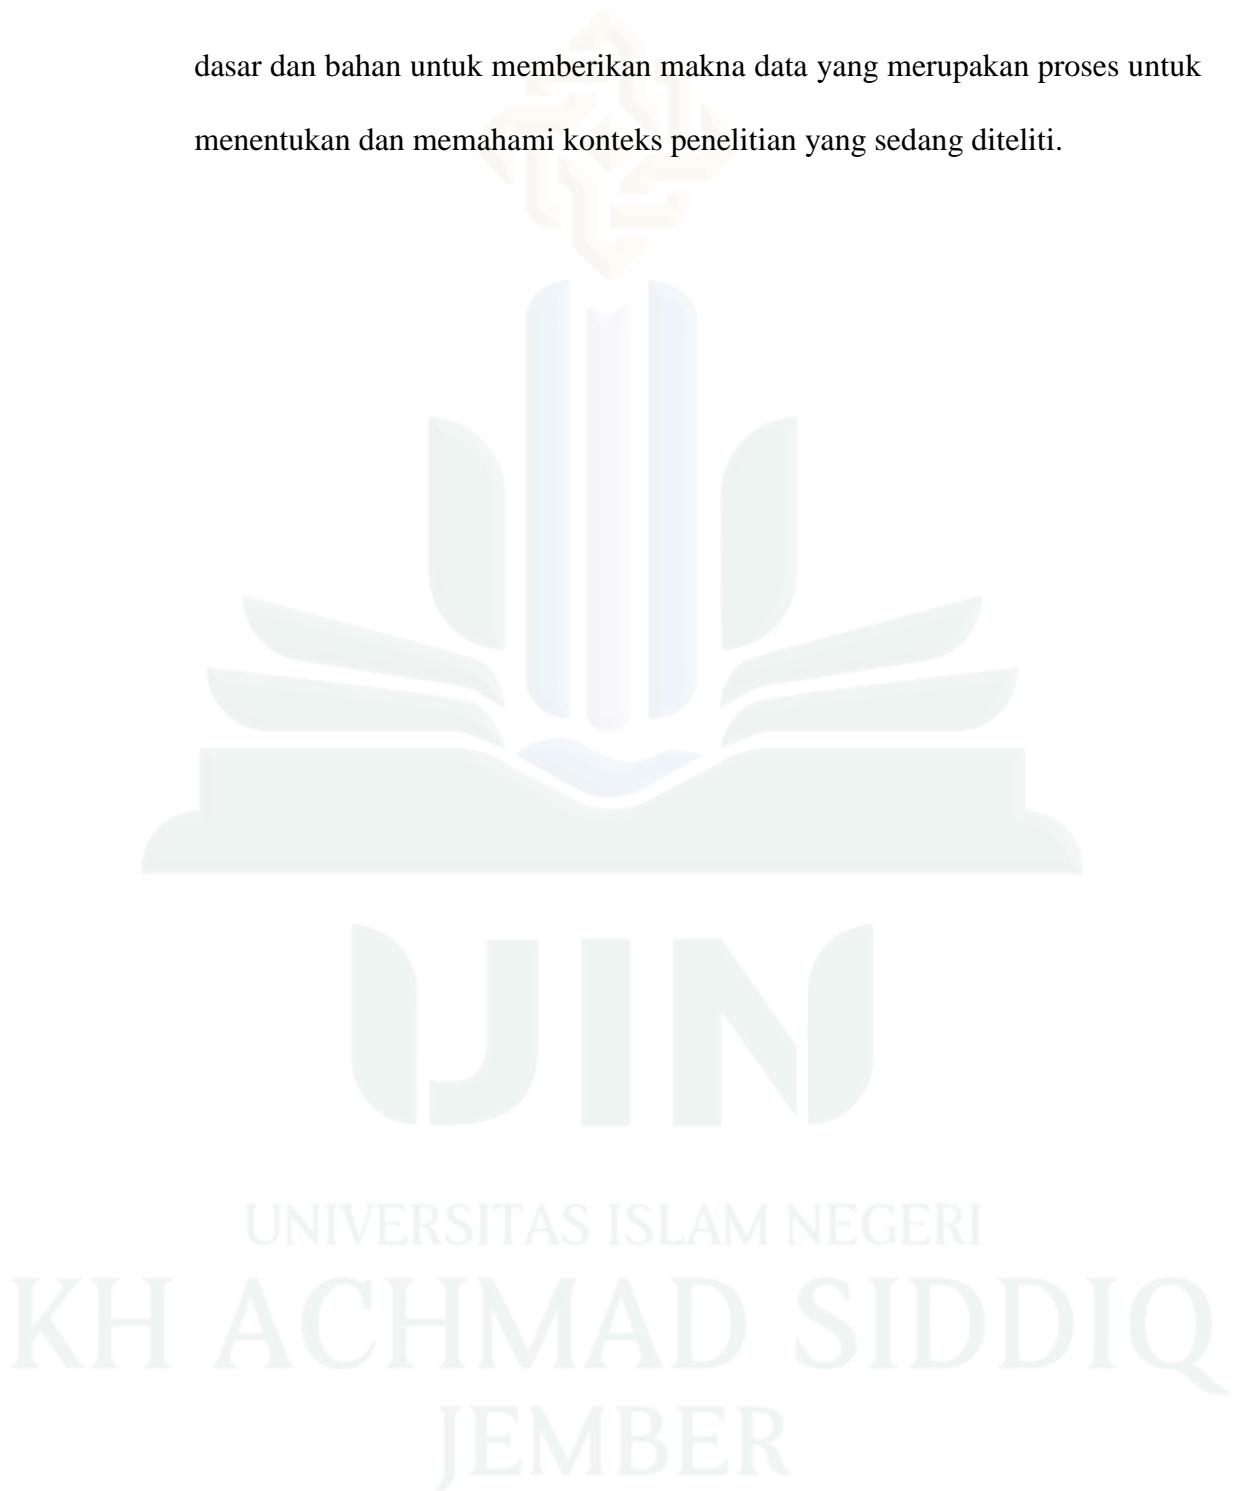 dasar dan bahan untuk memberikan makna data yang merupakan proses untuk
menentukan dan memahami konteks penelitian yang sedang diteliti.
UIN
UNIVERSITAS ISLAM NEGERI
KH ACHMAD SIDDIQ
JEMBER